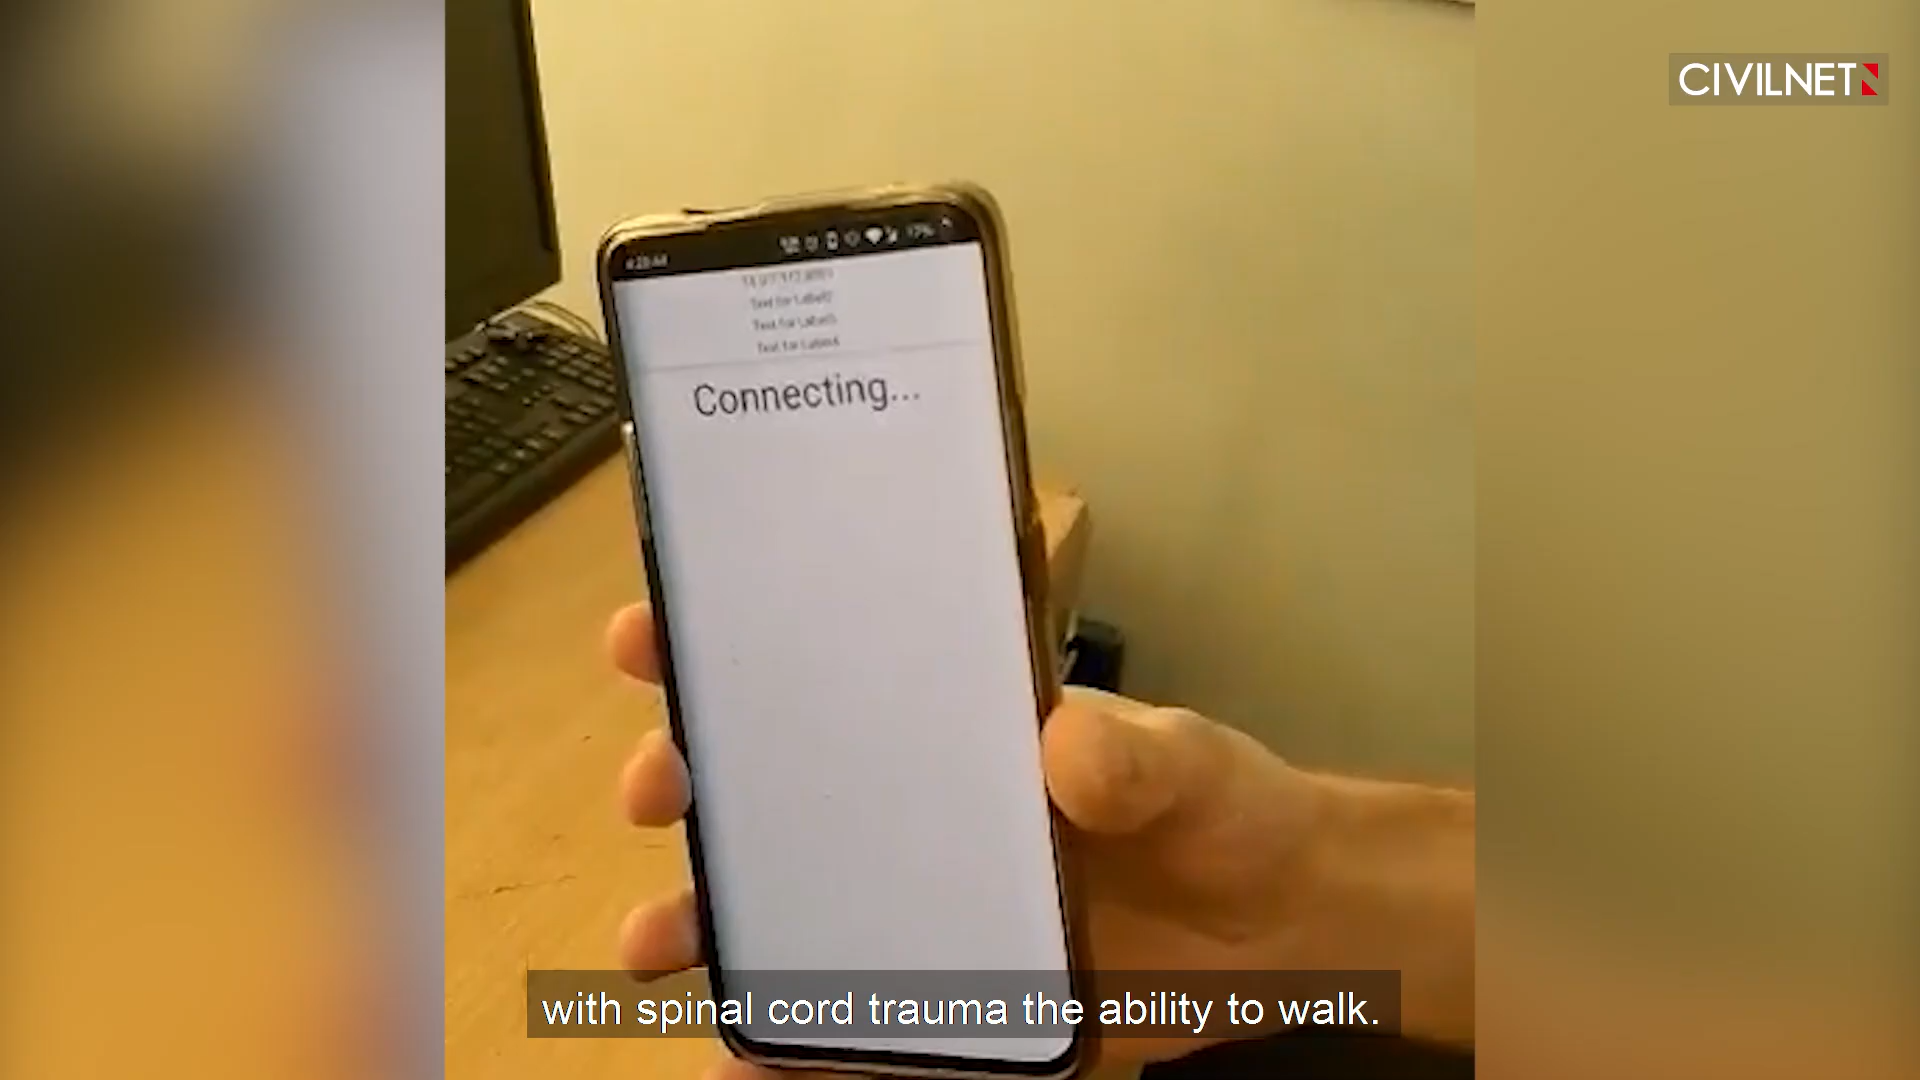 CIVILNET
17%
Text for Label2
Text for Label3
Text for Label4
Connecting...
with spinal cord trauma the ability to walk.